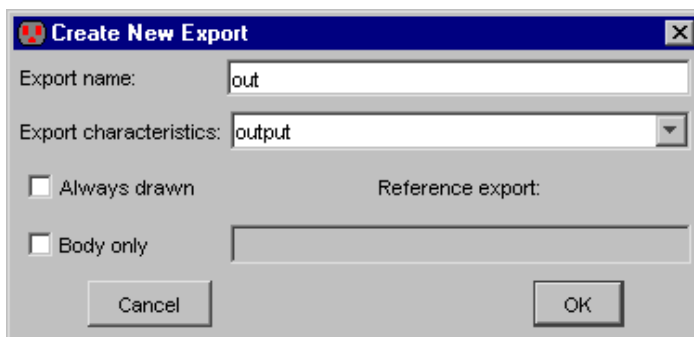 Create New Export
Export name: out
Export characteristics: output
Always drawn Reference export:
Body only
Cancel OK